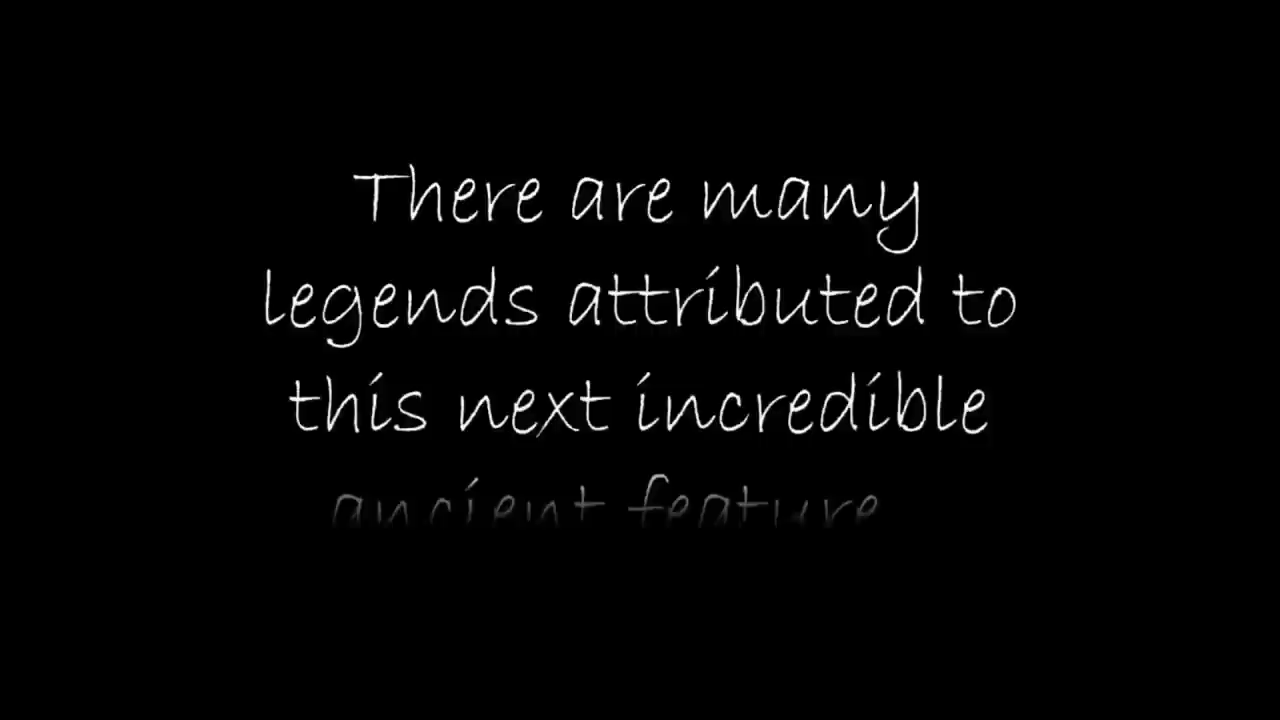 There are many
legends attributed to
this next incredible
ancient feature